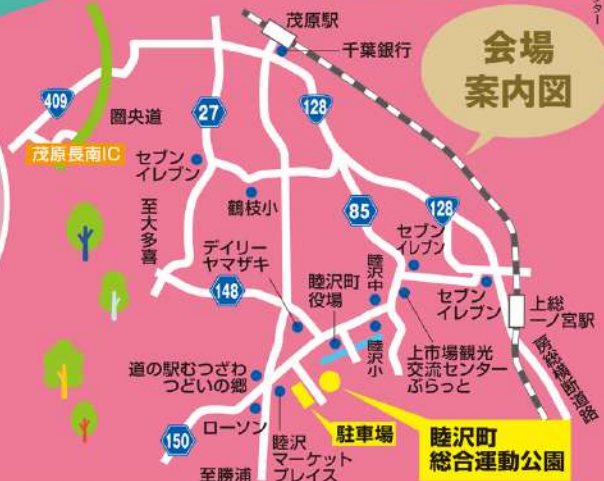 ター
茂原駅
千葉銀行
会場
案内図
409
圏央道
27
128
茂原長南IC
セブン
イレブン
鶴枝小
85
128
至大多喜
セブン
イレブン
デイリー
ヤマザキ
148
睦沢町
役場
睦沢中
セブン
イレブン
上総
一ノ宮駅
睦沢小
上市場観光
交流センター
ぷらっと
房総横断道路
道の駅むつざわ
つどいの郷
ローソン
駐車場
睦沢町
総合運動公園
150
睦沢
マーケット
プレイス
至勝浦